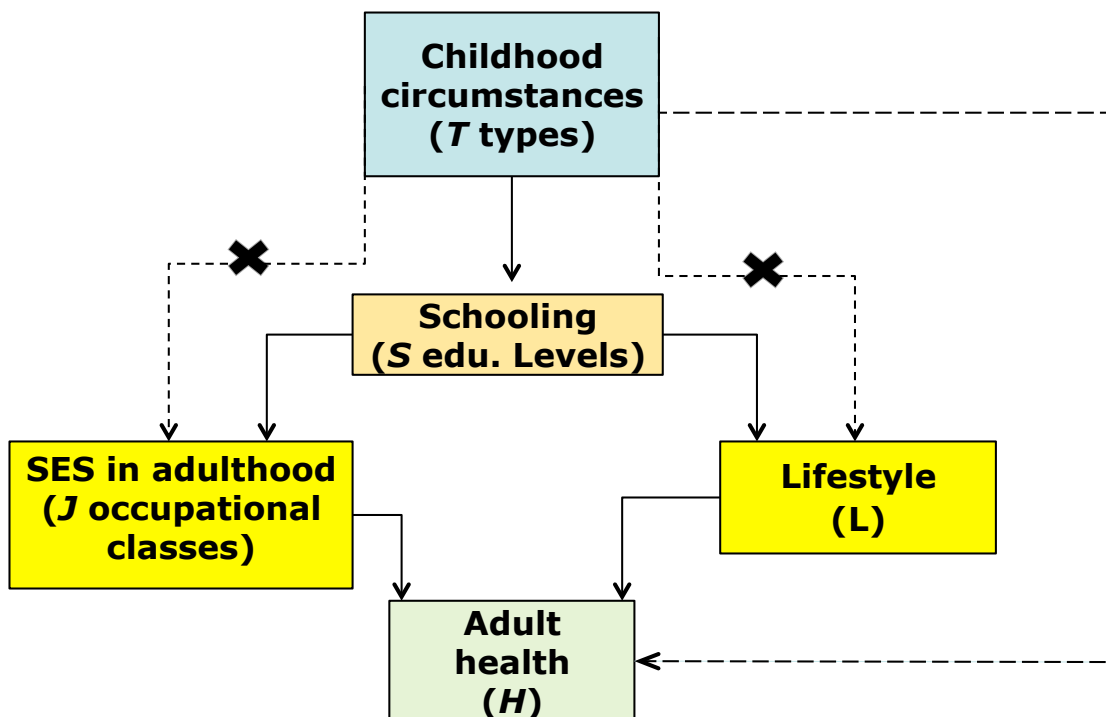 Childhood
circumstances
(T types)
Schooling
(S edu. Levels)
SES in adulthood
(J occupational
classes)
Lifestyle
(L)
Adult
health
(H)